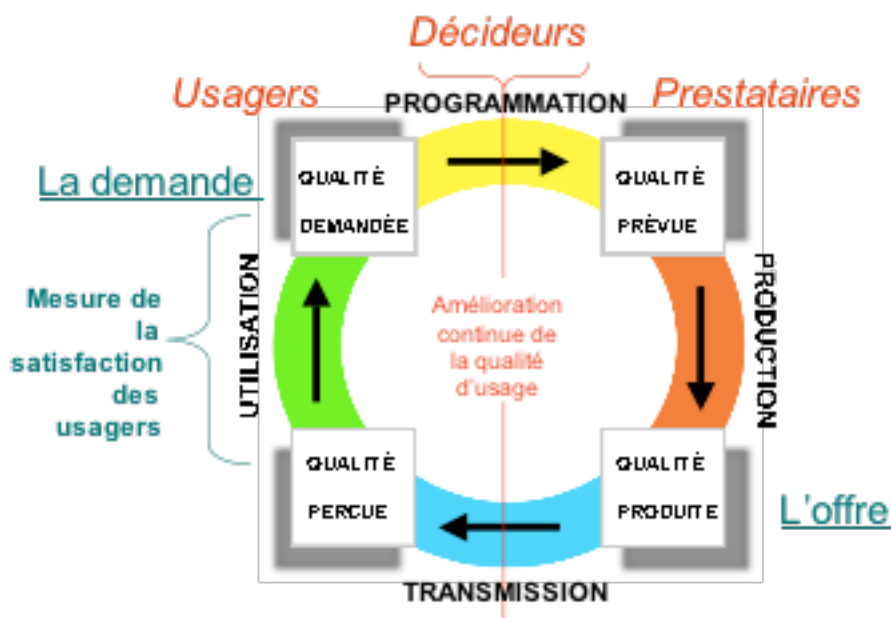 Décideurs
Usagers
PROGRAMMATION
Prestataires
La demande
QUALITÉ
DEMANDÉE
QUALITÉ
PRÉVUE
Mesure de
la
satisfaction
des
usagers
UTILISATION
Amélioration
continue de
la qualité
d'usage
PRODUCTION
QUALITÉ
PERCUE
QUALITÉ
PRODUITE
L'offre
TRANSMISSION